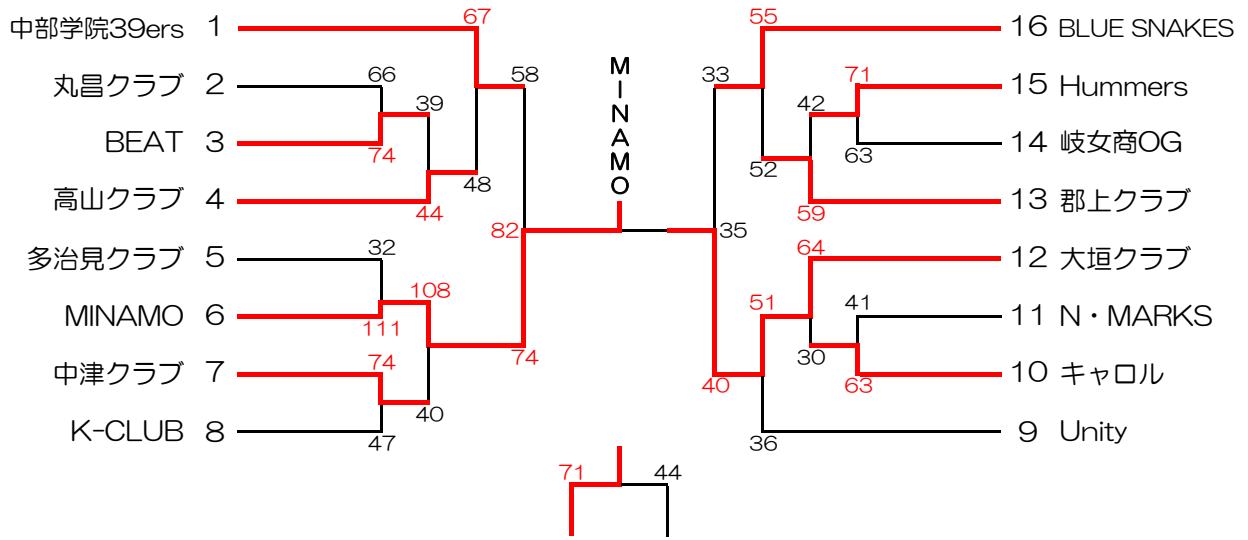 中部学院39ers 1
丸昌クラブ 2
BEAT 3
高山クラブ 4
多治見クラブ 5
MINAMO 6
中津クラブ 7
K-CLUB 8
67
66
39
74
44
48
58
32
108
111
74
40
47
82
74
MINAMO
55
33
71
42
63
52
59
35
64
51
41
30
63
40
36
16 BLUE SNAKES
15 Hummers
14 岐女商OG
13 郡上クラブ
12 大垣クラブ
11 N・MARKS
10 キャロル
9 Unity
71
44